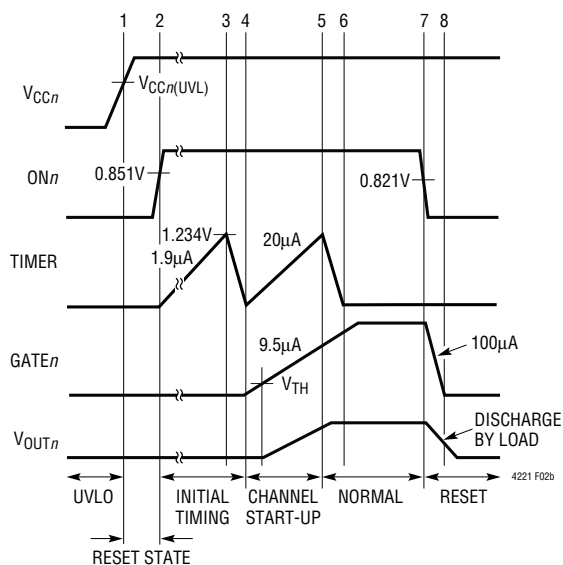 1 2 3 4 5 6 7 8
VCCn
VCCn(UVL)
ONn
0.851V
0.821V
TIMER
1.234V
1.9µA
20µA
GATEn
9.5µA
VTH
100µA
VOUTn
DISCHARGE
BY LOAD
4221 F02b
UVLO
INITIAL
TIMING
CHANNEL
START-UP
NORMAL
RESET
RESET STATE